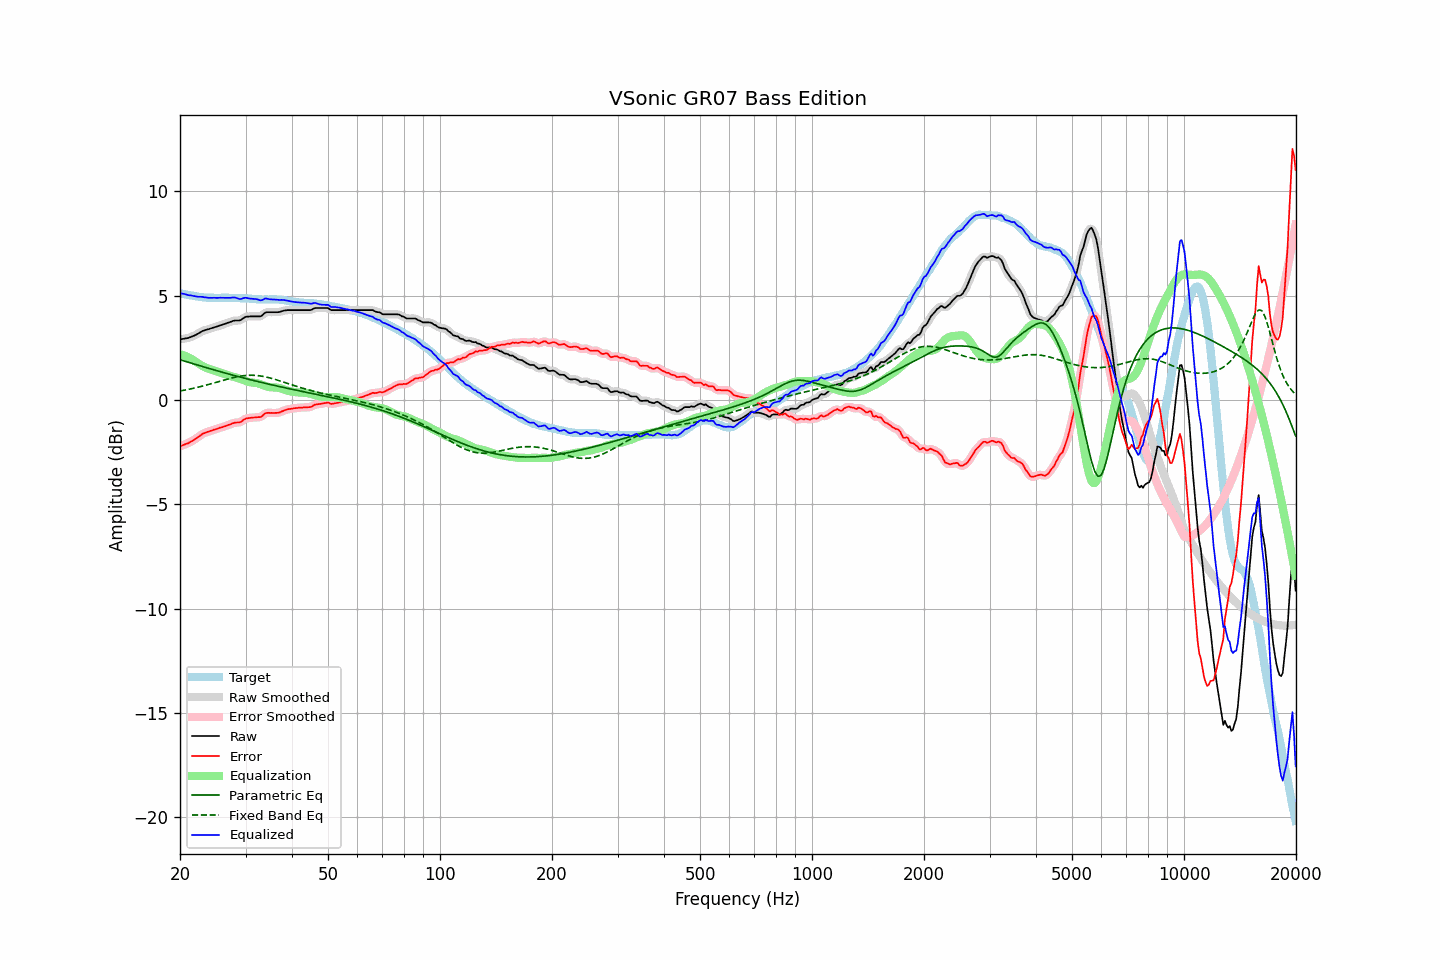 VSonic GR07 Bass Edition
Amplitude (dBr)
10
5
0
−5
−10
−15
−20
Target
Raw Smoothed
Error Smoothed
Raw
Error
Equalization
Parametric Eq
Fixed Band Eq
Equalized
20 50 100 200 500 1000 2000 5000 10000 20000
Frequency (Hz)